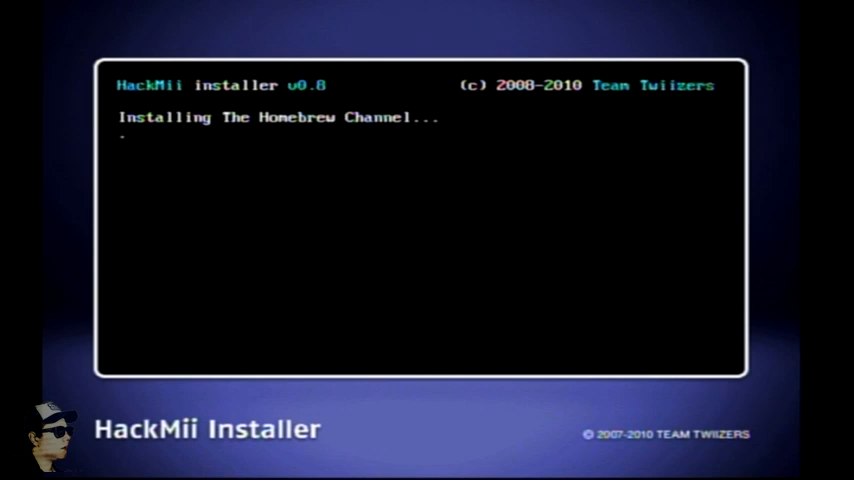 HackMii installer v0.8 (c) 2008-2010 Team Twiizers
Installing The Homebrew Channel...
.
HackMii Installer © 2007-2010 TEAM TWIIZERS